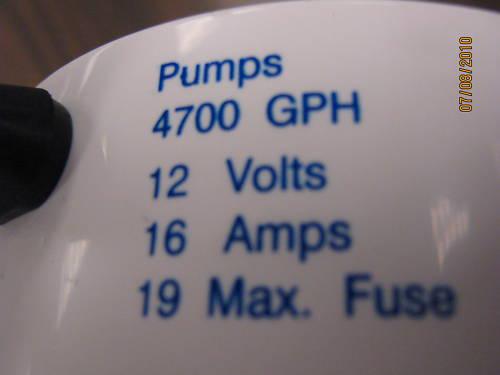 Pumps
4700 GPH
12 Volts
16 Amps
19 Max. Fuse
07/08/2010